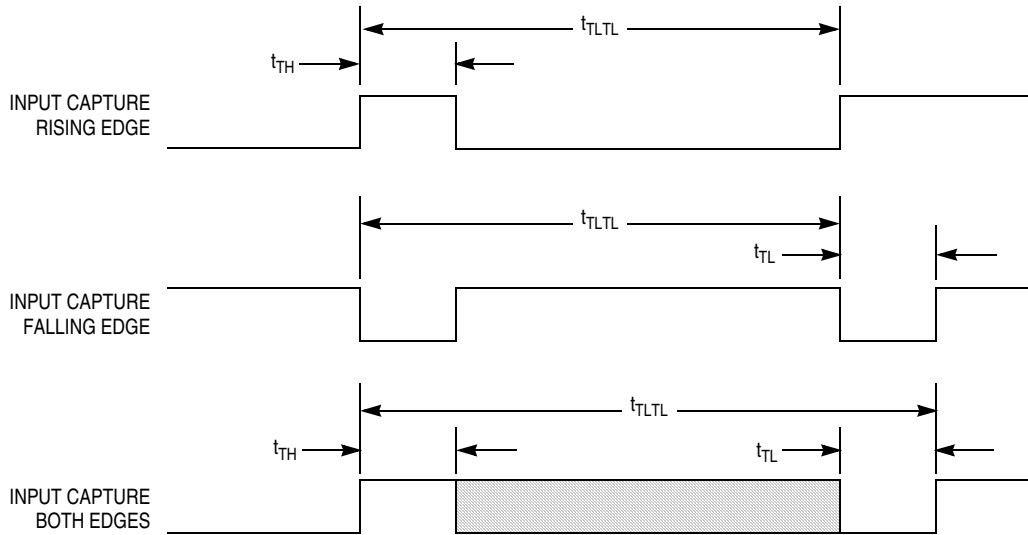 tTLTL
tTH
INPUT CAPTURE
RISING EDGE
tTLTL
tTL
INPUT CAPTURE
FALLING EDGE
tTLTL
tTH
tTL
INPUT CAPTURE
BOTH EDGES